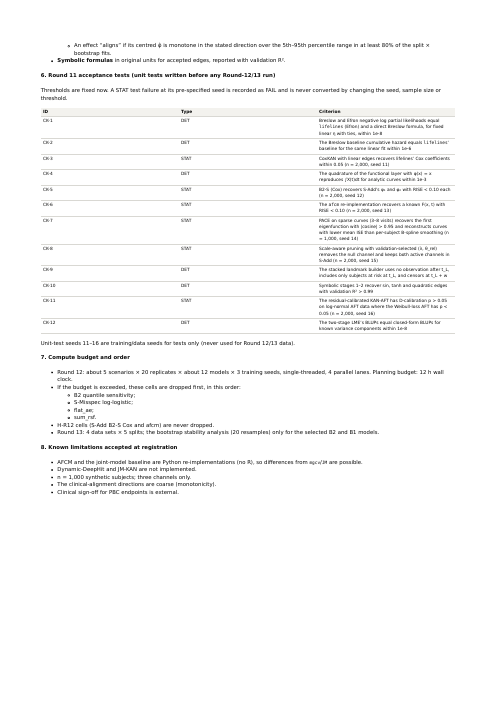 An effect "aligns" if its centred ϕ̂ is monotone in the stated direction over the 5th–95th percentile range in at least 80% of the split ×
bootstrap fits.
Symbolic formulas in original units for accepted edges, reported with validation R².
6. Round 11 acceptance tests (unit tests written before any Round-12/13 run)
Thresholds are fixed now. A STAT test failure at its pre-specified seed is recorded as FAIL and is never converted by changing the seed, sample size or
threshold.
ID Type Criterion
CK-1 DET Breslow and Efron negative log partial likelihoods equal
lifelines (Efron) and a direct Breslow formula, for fixed
linear η with ties, within 1e-8
CK-2 DET The Breslow baseline cumulative hazard equals lifelines'
baseline for the same linear fit within 1e-6
CK-3 STAT CoxKAN with linear edges recovers lifelines' Cox coefficients
within 0.05 (n = 2,000, seed 11)
CK-4 DET The quadrature of the functional layer with
reproduces for analytic curves within 1e-3
CK-5 STAT B2-S (Cox) recovers S-Add's φ₁ and φ₂ with RISE < 0.10 each
(n = 2,000, seed 12)
CK-6 STAT The afcm re-implementation recovers a known F(x, t) with
RISE < 0.10 (n = 2,000, seed 13)
CK-7 STAT PACE on sparse curves (3–8 visits) recovers the first
eigenfunction with |cosine| > 0.95 and reconstructs curves
with lower mean ISE than per-subject B-spline smoothing (n
= 1,000, seed 14)
CK-8 STAT Scale-aware pruning with validation-selected (λ, θ_rel)
removes the null channel and keeps both active channels in
S-Add (n = 2,000, seed 15)
CK-9 DET The stacked landmark builder uses no observation after t_L,
includes only subjects at risk at t_L, and censors at t_L + w
CK-10 DET Symbolic stages 1–2 recover sin, tanh and quadratic edges
with validation R² > 0.99
CK-11 STAT The residual-calibrated KAN-AFT has D-calibration p > 0.05
on log-normal AFT data where the Weibull-loss AFT has p <
0.05 (n = 2,000, seed 16)
CK-12 DET The two-stage LME's BLUPs equal closed-form BLUPs for
known variance components within 1e-8
Unit-test seeds 11–16 are training/data seeds for tests only (never used for Round 12/13 data).
7. Compute budget and order
Round 12: about 5 scenarios × 20 replicates × about 12 models × 3 training seeds, single-threaded, 4 parallel lanes. Planning budget: 12 h wall
clock.
If the budget is exceeded, these cells are dropped first, in this order:
B2 quantile sensitivity;
S-Misspec log-logistic;
flat_ae;
sum_rsf.
H-R12 cells (S-Add B2-S Cox and afcm) are never dropped.
Round 13: 4 data sets × 5 splits; the bootstrap stability analysis (20 resamples) only for the selected B2 and B1 models.
8. Known limitations accepted at registration
AFCM and the joint-model baseline are Python re-implementations (no R), so differences from mgcv/JM are possible.
Dynamic-DeepHit and JM-KAN are not implemented.
n = 1,000 synthetic subjects; three channels only.
The clinical-alignment directions are coarse (monotonicity).
Clinical sign-off for PBC endpoints is external.